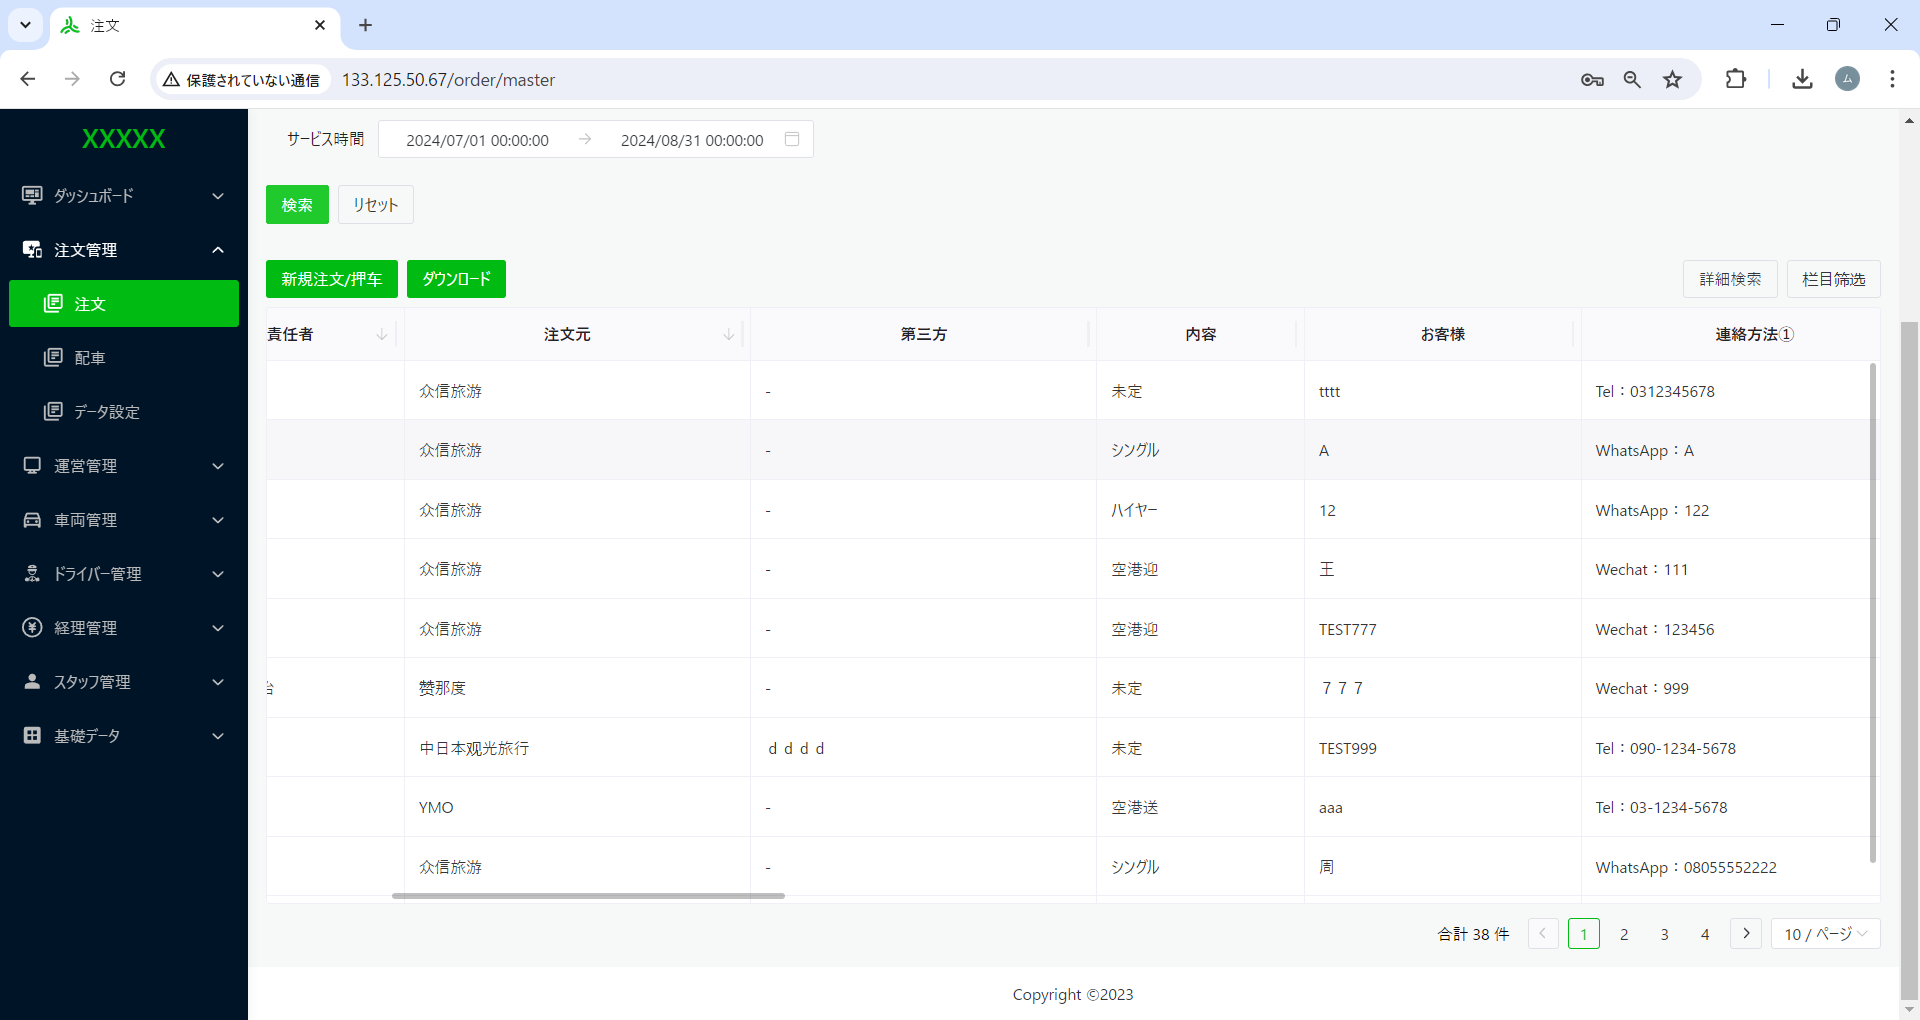 注文
保護されていない通信 133.125.50.67/order/master
ム
XXXXX
ダッシュボード
注文管理
注文
配車
データ設定
運営管理
車両管理
ドライバー管理
経理管理
スタッフ管理
基礎データ
サービス時間 2024/07/01 00:00:00 → 2024/08/31 00:00:00
検索 リセット
新規注文/押车 ダウンロード 詳細検索 栏目筛选
責任者 注文元 第三方 内容 お客様 連絡方法①
众信旅游 - 未定 tttt Tel：0312345678
众信旅游 - シングル A WhatsApp：A
众信旅游 - ハイヤー 12 WhatsApp：122
众信旅游 - 空港迎 王 Wechat：111
众信旅游 - 空港迎 TEST777 Wechat：123456
赞那度 - 未定 ７７７ Wechat：999
中日本观光旅行 ｄｄｄｄ 未定 TEST999 Tel：090-1234-5678
YMO - 空港送 aaa Tel：03-1234-5678
众信旅游 - シングル 周 WhatsApp：08055552222
合計 38 件 1 2 3 4 10 / ページ
Copyright ©2023